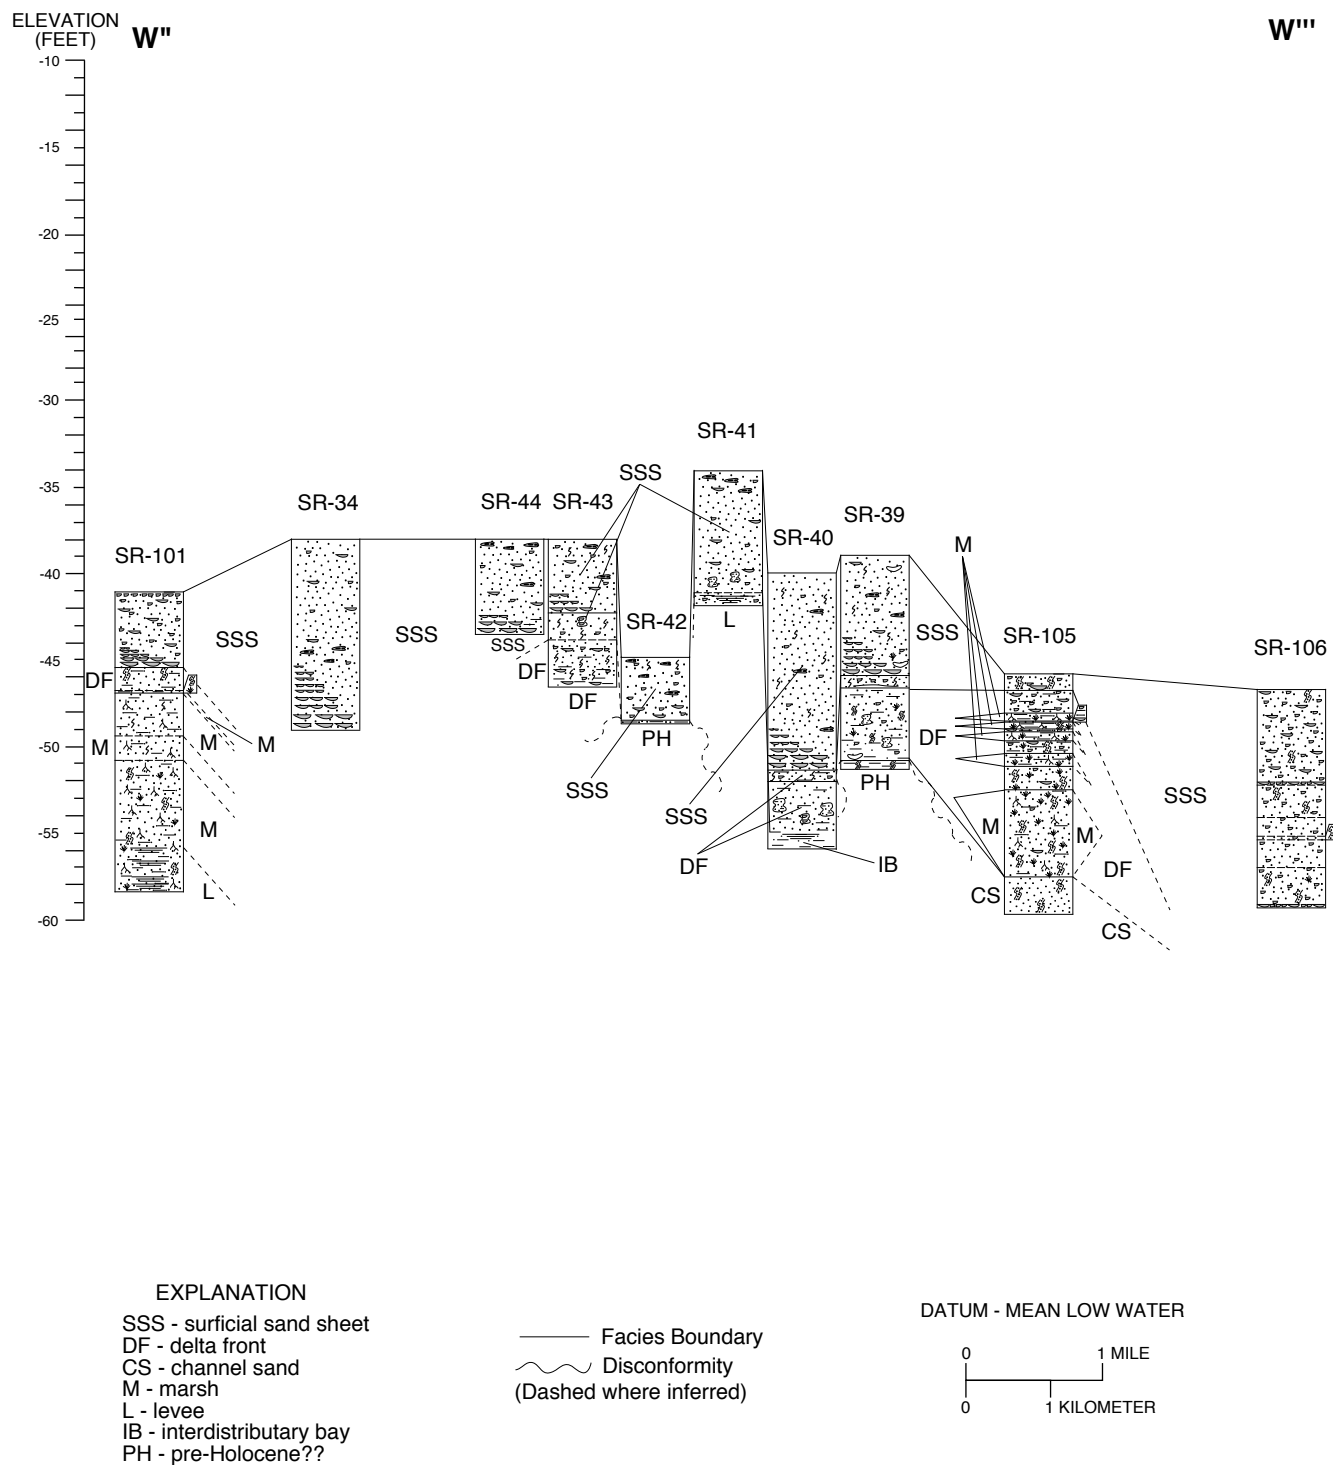 ELEVATION
(FEET)
W"
W'''
-10
-15
-20
-25
-30
-35
-40
-45
-50
-55
-60
SR-41
SSS
SR-34
SR-44
SR-43
SR-39
SR-40
M
SR-101
SR-42
SR-105
SR-106
SSS
SSS
SSS
SSS
L
DF
DF
DF
M
M
M
PH
DF
PH
SSS
SSS
SSS
M
M
M
DF
IB
DF
L
CS
CS
EXPLANATION
SSS - surficial sand sheet
DF - delta front
CS - channel sand
M - marsh
L - levee
IB - interdistributary bay
PH - pre-Holocene??
Facies Boundary
Disconformity
(Dashed where inferred)
DATUM - MEAN LOW WATER
0
1 MILE
0
1 KILOMETER